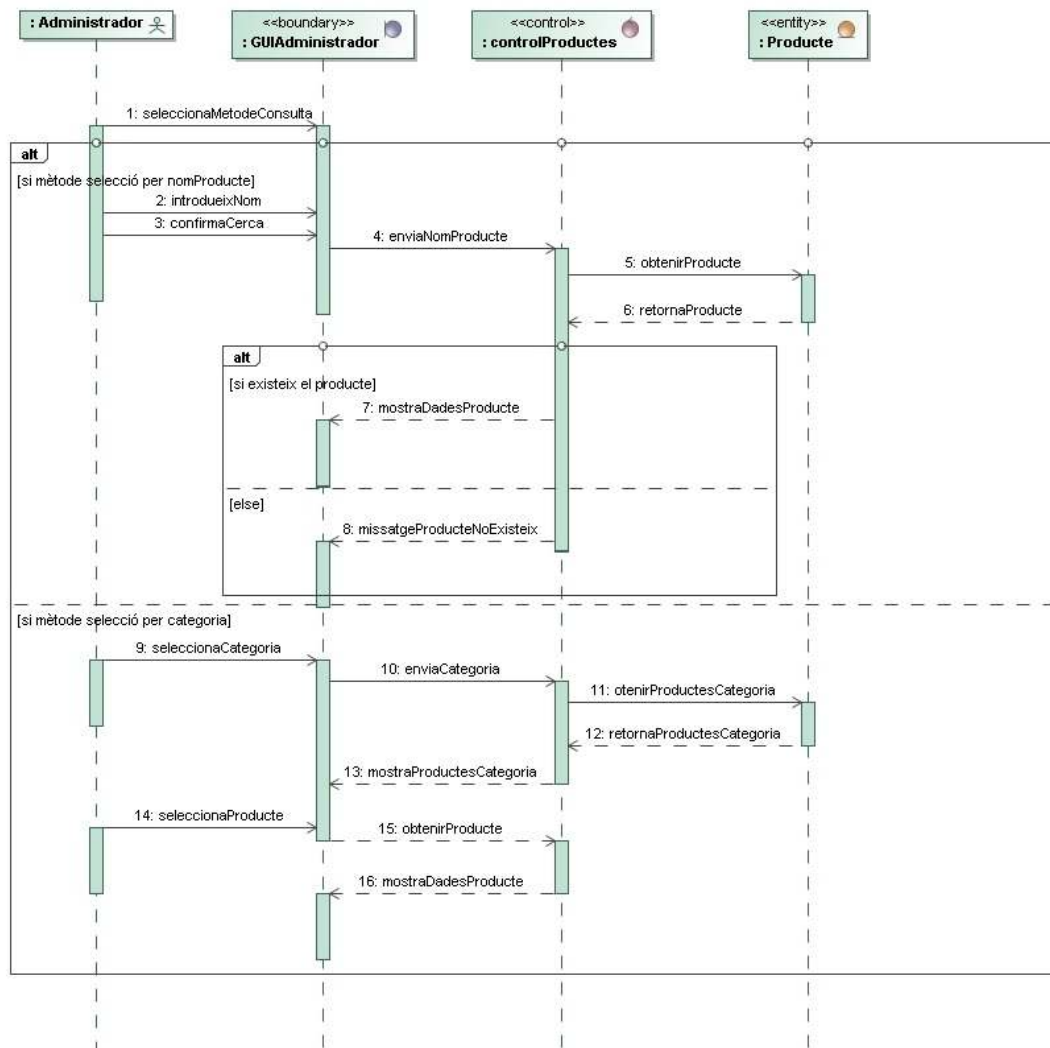 : Administrador
<<boundary>>
: GUIAdministrador
<<control>>
: controlProductes
<<entity>>
: Producte
1: seleccionaMetodeConsulta
alt
[si mètode selecció per nomProducte]
2: introdueixNom
3: confirmaCerca
4: enviaNomProducte
5: obtenirProducte
6: retornaProducte
alt
[si existeix el producte]
7: mostraDadesProducte
[else]
8: missatgeProducteNoExisteix
[si mètode selecció per categoria]
9: seleccionaCategoria
10: enviaCategoria
11: otenirProductesCategoria
12: retornaProductesCategoria
13: mostraProductesCategoria
14: seleccionaProducte
15: obtenirProducte
16: mostraDadesProducte